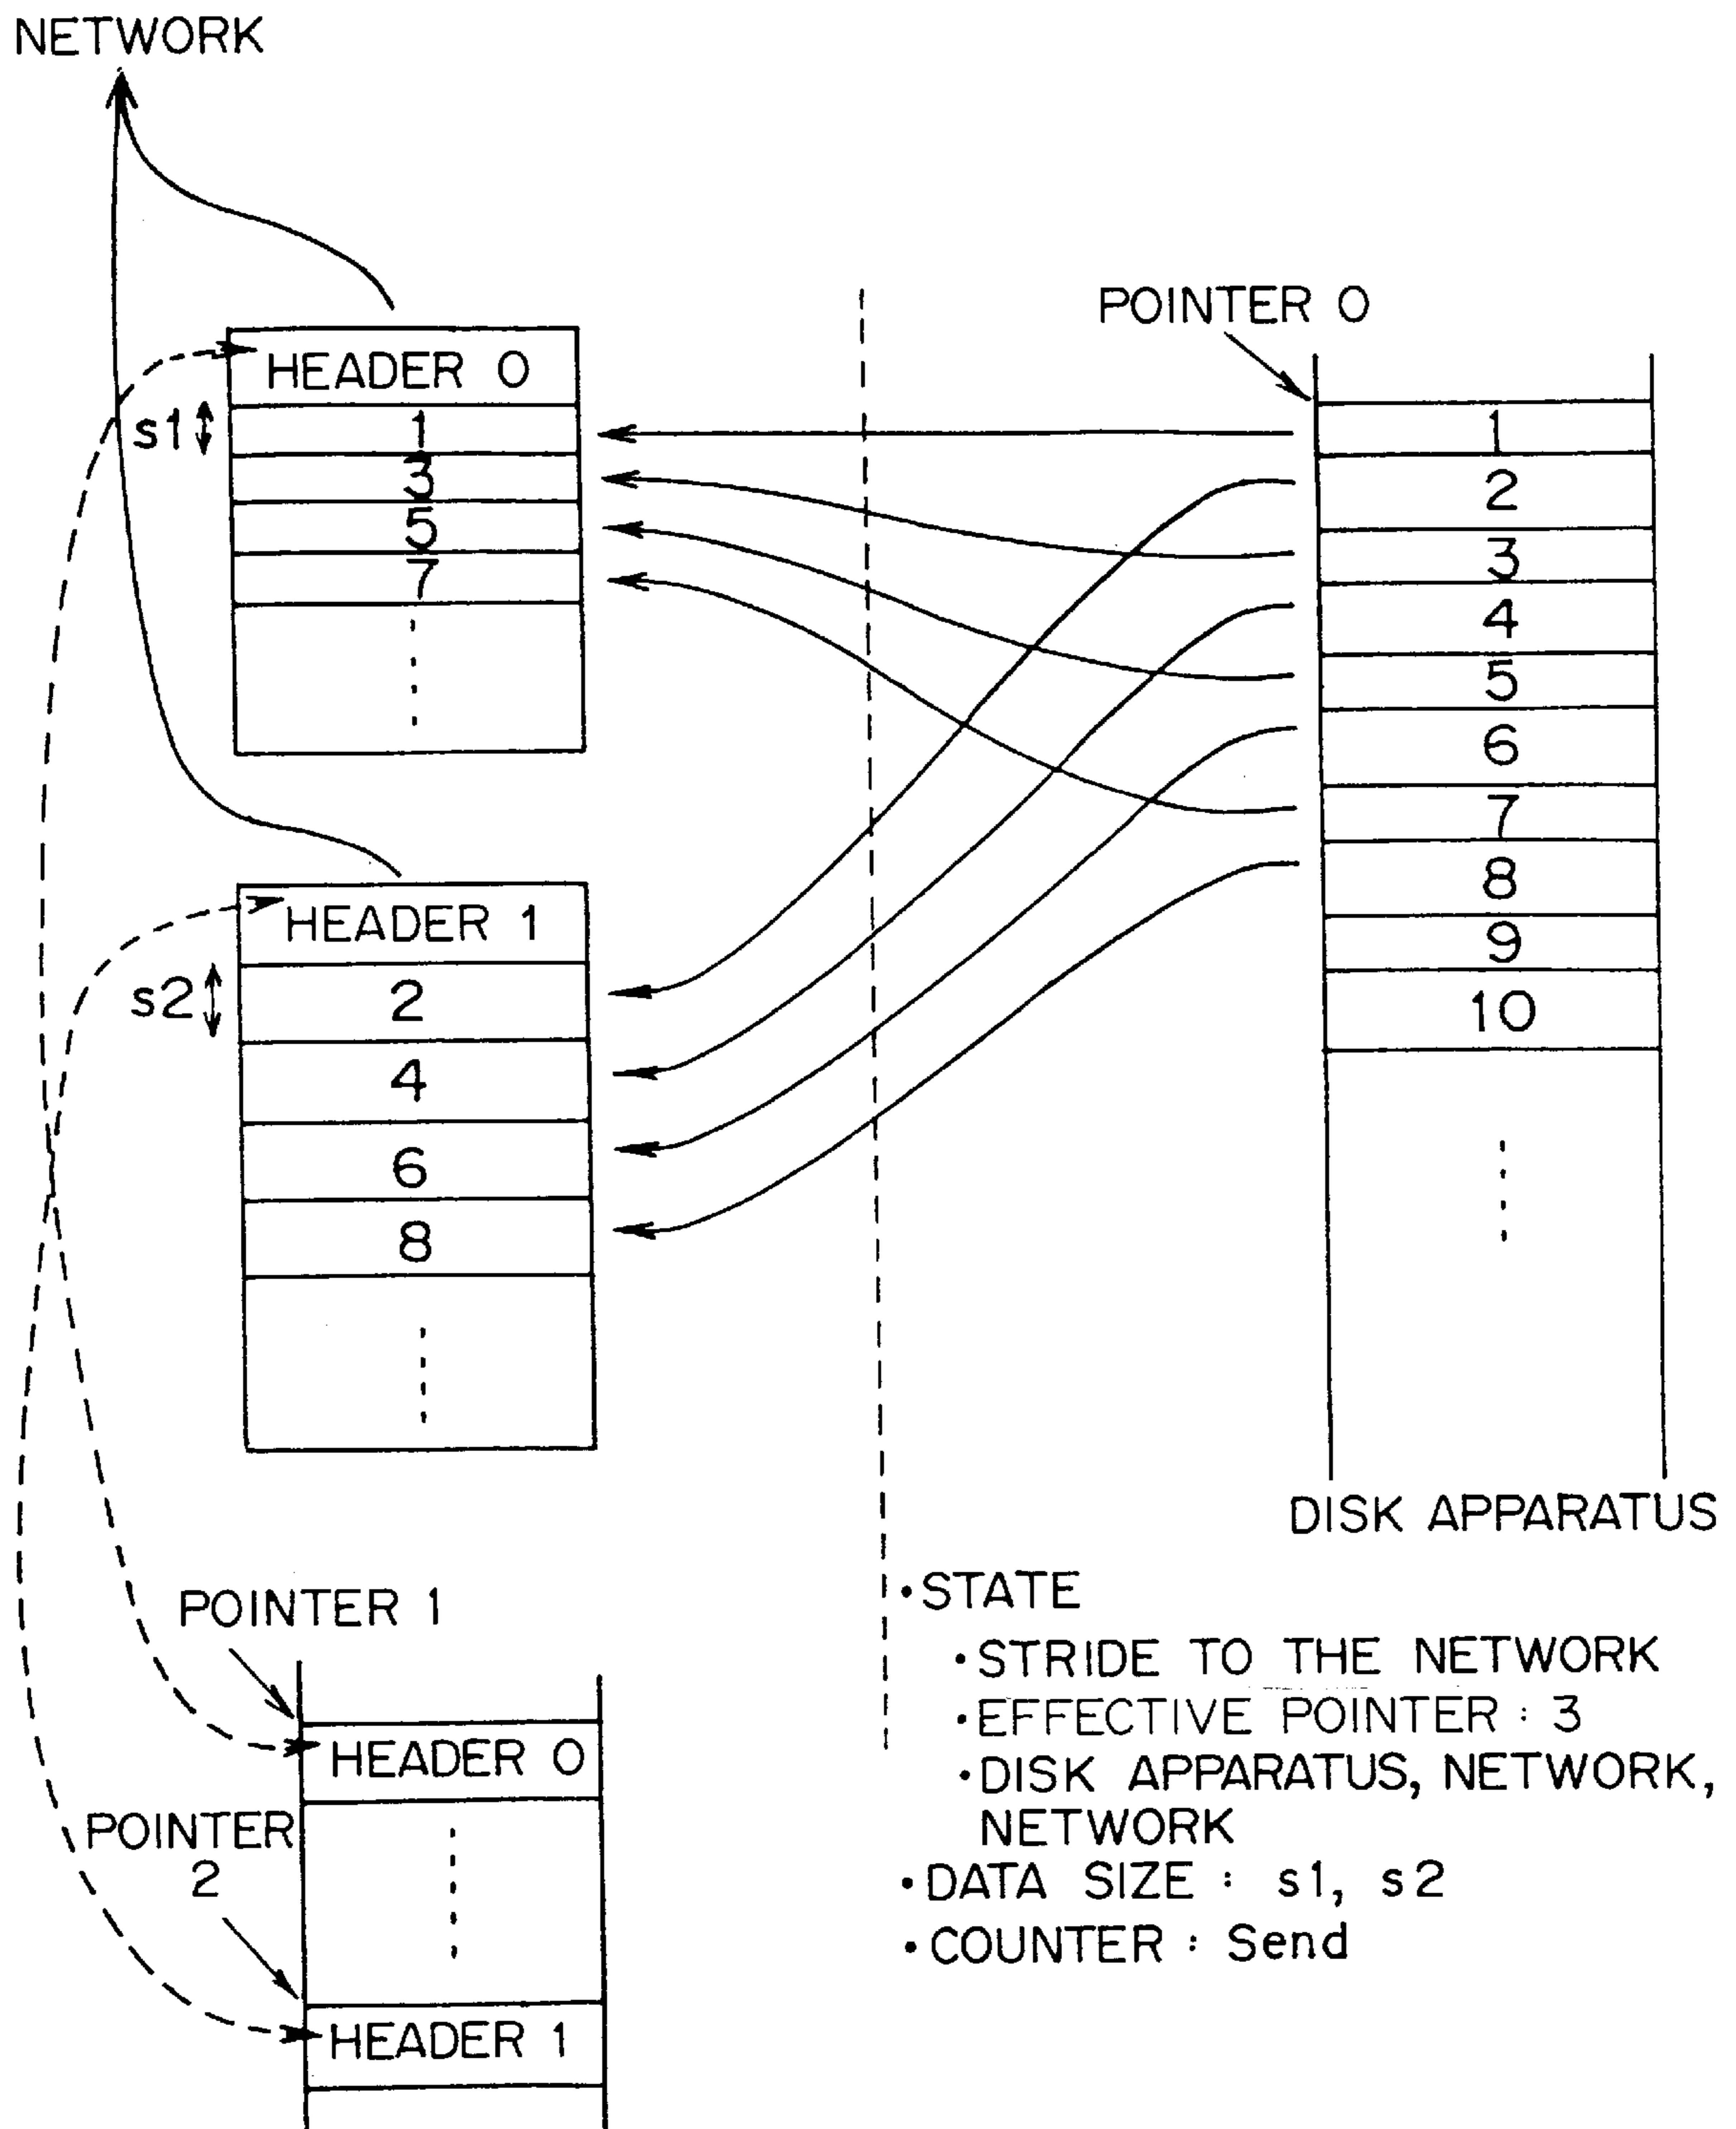 NETWORK
POINTER 0
HEADER 0
s1
1
3
5
7
1
2
3
4
5
6
7
8
9
10
HEADER 1
s2
2
4
6
8
DISK APPARATUS
POINTER 1
HEADER 0
POINTER
2
HEADER 1
•STATE
•STRIDE TO THE NETWORK
•EFFECTIVE POINTER : 3
•DISK APPARATUS, NETWORK,
NETWORK
•DATA SIZE : s1, s2
•COUNTER : Send